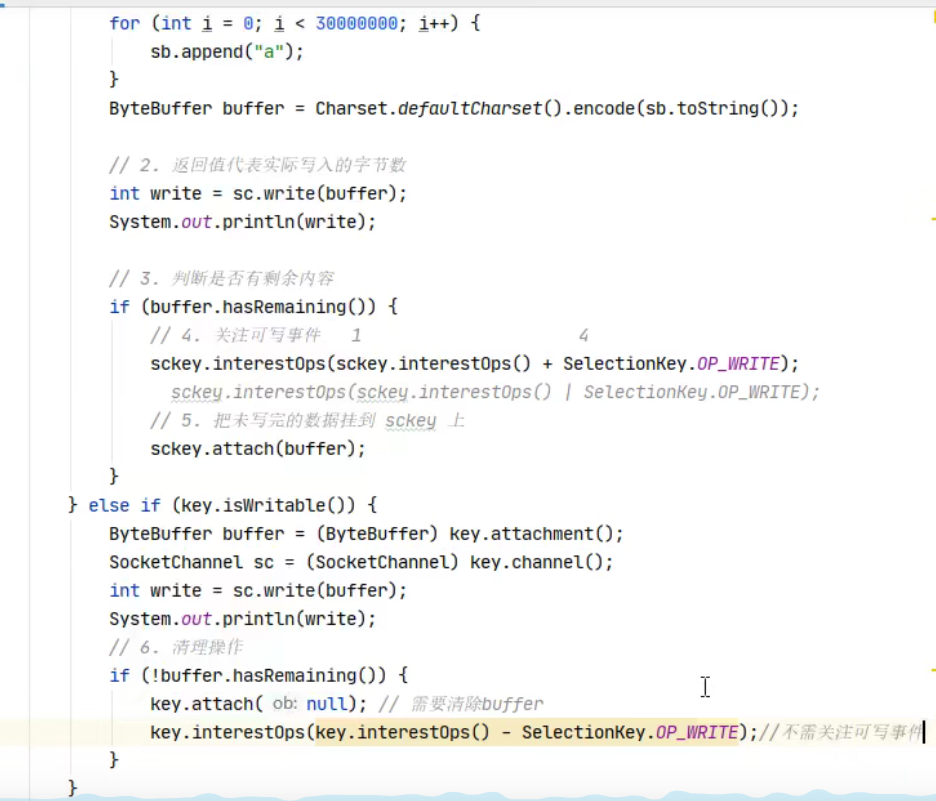 for (int i = 0; i < 30000000; i++) {
sb.append("a");
}
ByteBuffer buffer = Charset.defaultCharset().encode(sb.toString());
// 2. 返回值代表实际写入的字节数
int write = sc.write(buffer);
System.out.println(write);
// 3. 判断是否有剩余内容
if (buffer.hasRemaining()) {
// 4. 关注可写事件 1 4
sckey.interestOps(sckey.interestOps() + SelectionKey.OP_WRITE);
sckey.interestOps(sckey.interestOps() | SelectionKey.OP_WRITE);
// 5. 把未写完的数据挂到 sckey 上
sckey.attach(buffer);
}
} else if (key.isWritable()) {
ByteBuffer buffer = (ByteBuffer) key.attachment();
SocketChannel sc = (SocketChannel) key.channel();
int write = sc.write(buffer);
System.out.println(write);
// 6. 清理操作
if (!buffer.hasRemaining()) {
key.attach( ob: null); // 需要清除buffer
key.interestOps(key.interestOps() - SelectionKey.OP_WRITE);//不需关注可写事件
}
}